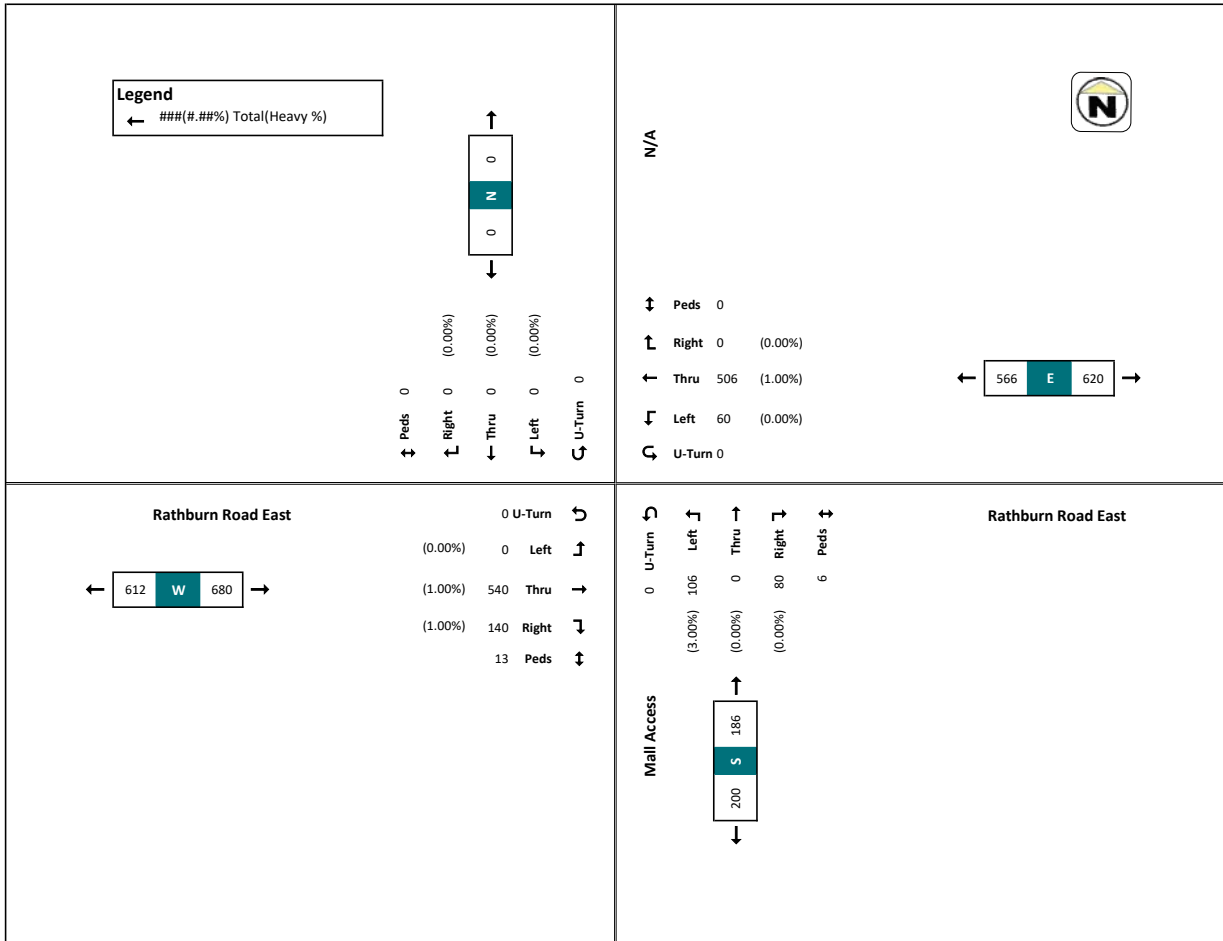 Legend
← ###(#.##%) Total(Heavy %)
0
N
0
(0.00%) (0.00%) (0.00%)
Peds 0
Right 0
Thru 0
Left 0
U-Turn 0
N/A
N
Peds 0
Right 0 (0.00%)
Thru 506 (1.00%)
Left 60 (0.00%)
U-Turn 0
566 E 620
Rathburn Road East
0 U-Turn
(0.00%) 0 Left
(1.00%) 540 Thru
(1.00%) 140 Right
13 Peds
612 W 680
0 U-Turn
(3.00%) 106 Left
(0.00%) 0 Thru
(0.00%) 80 Right
6 Peds
Mall Access
200 S 186
Rathburn Road East